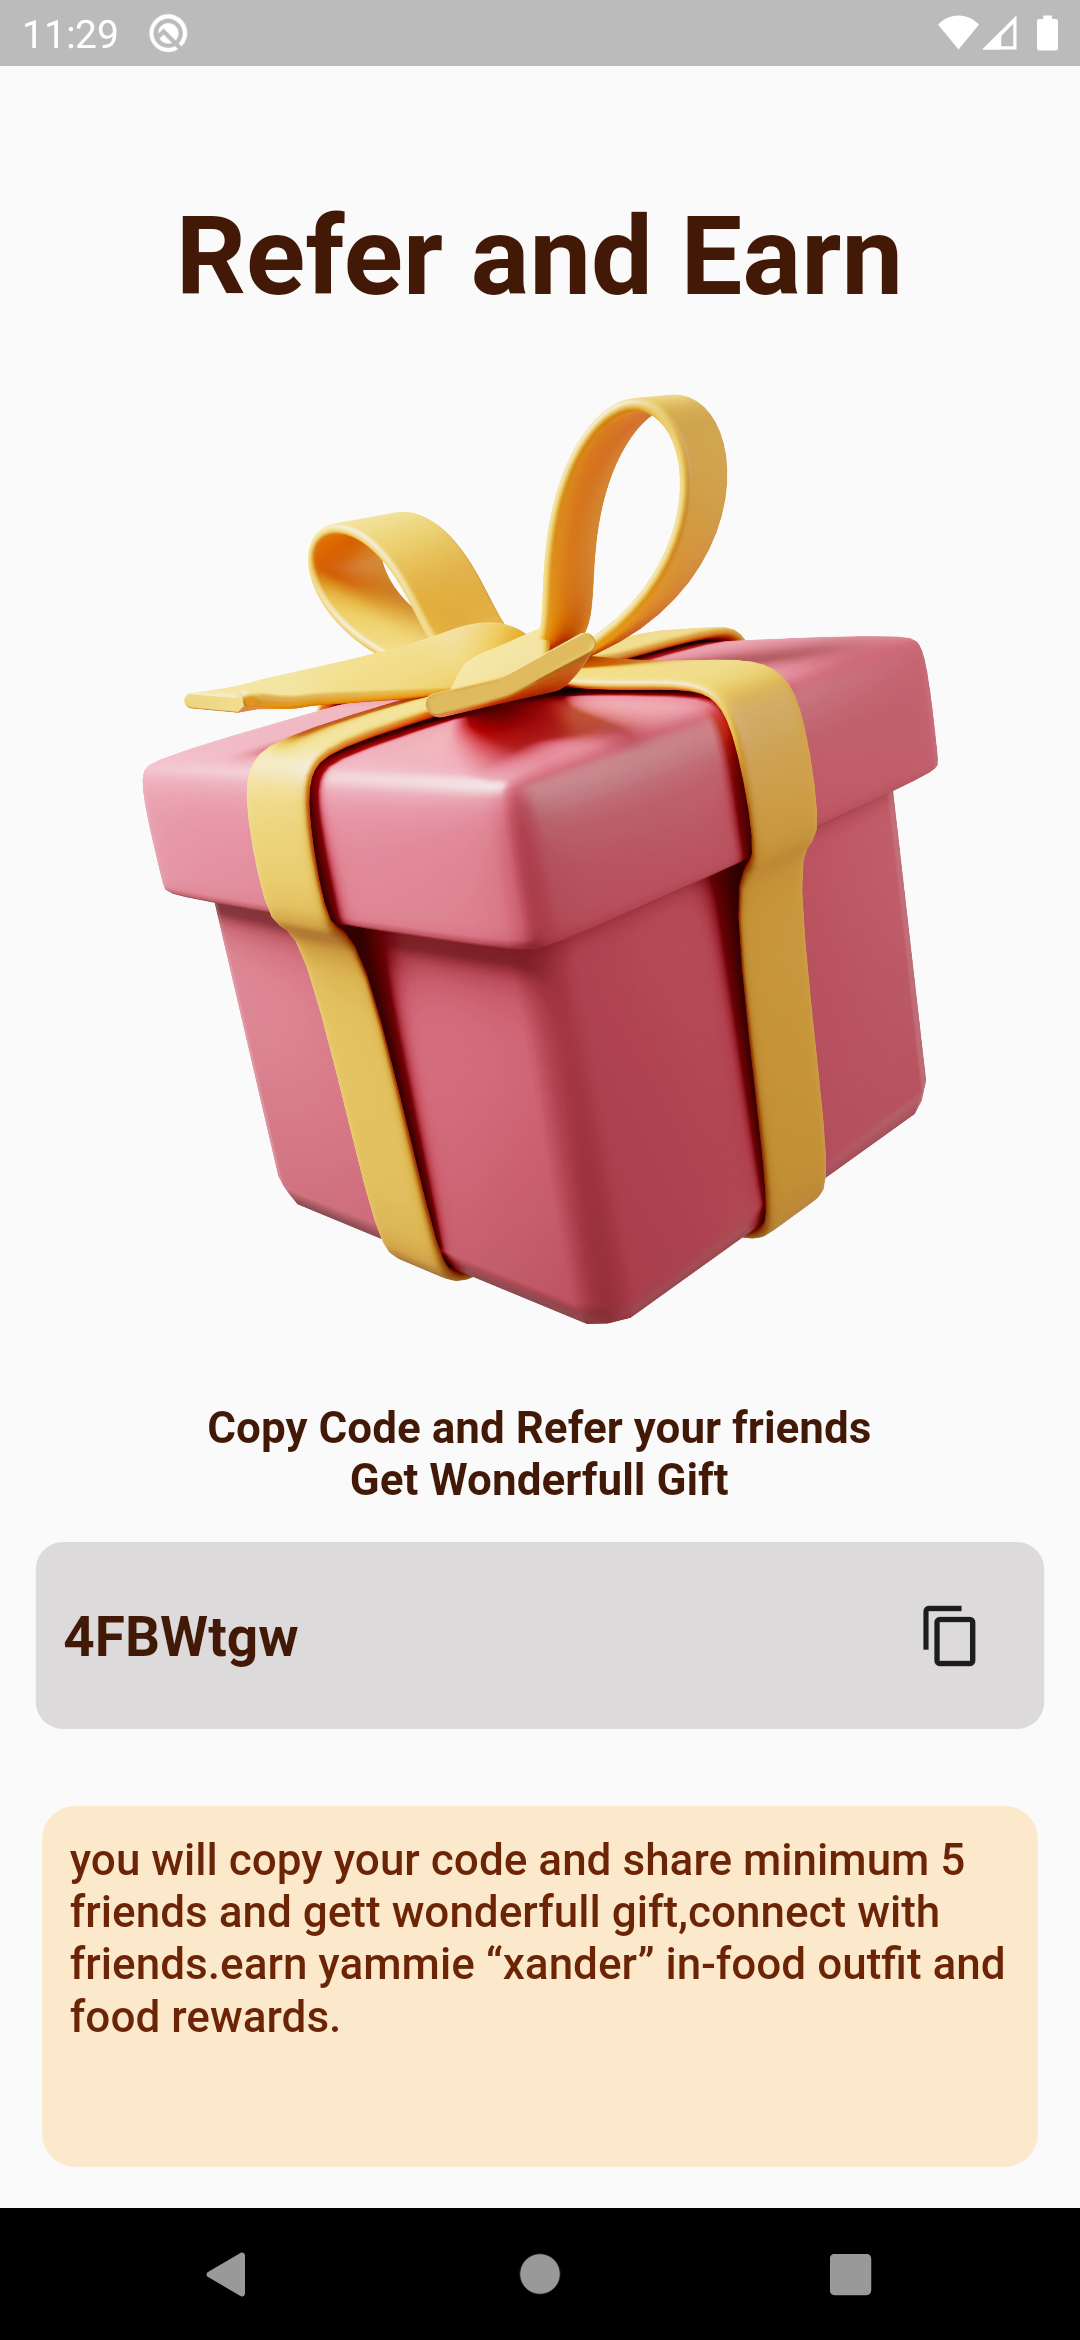 11:29
Refer and Earn
Copy Code and Refer your friends
Get Wonderfull Gift
4FBWtgw
you will copy your code and share minimum 5
friends and gett wonderfull gift,connect with
friends.earn yammie “xander” in-food outfit and
food rewards.